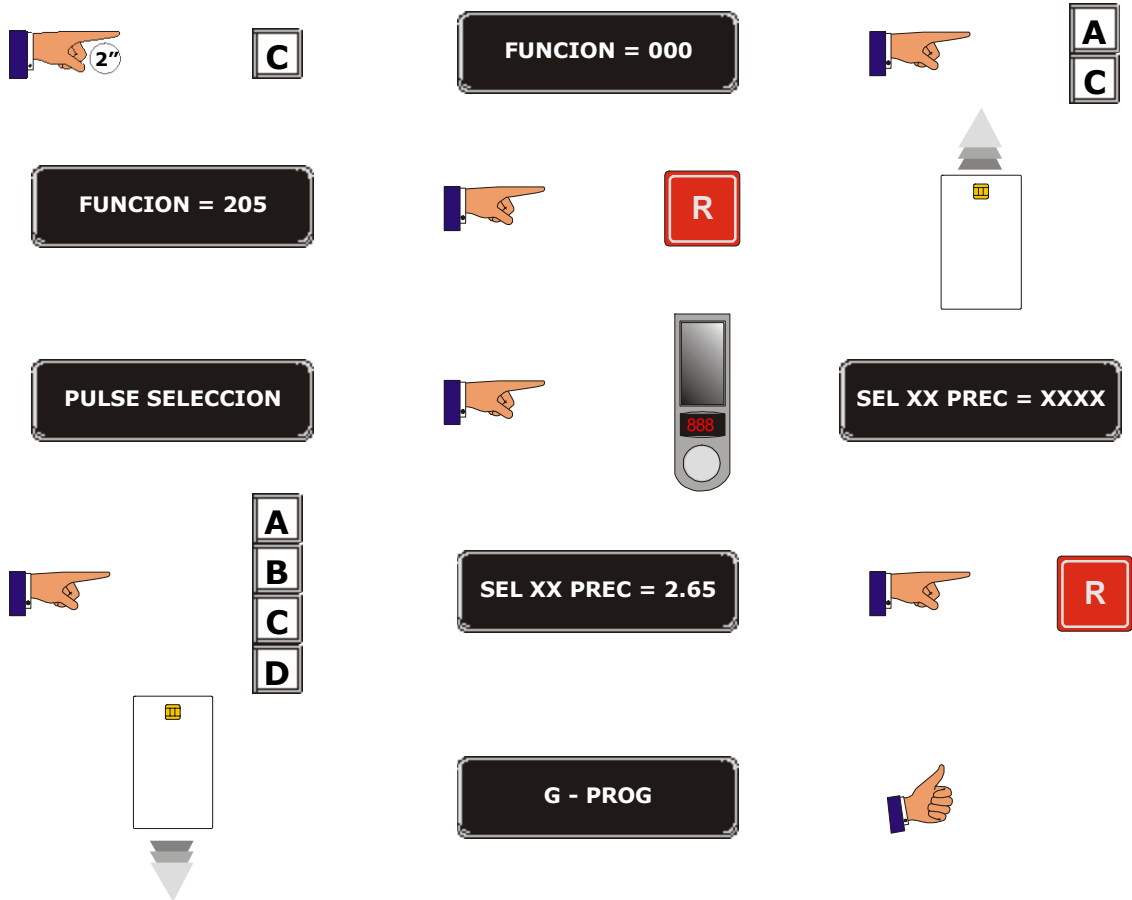 2”
C
FUNCION = 000
A
C
FUNCION = 205
R
PULSE SELECCION
888
SEL XX PREC = XXXX
A
B
C
D
SEL XX PREC = 2.65
R
G - PROG